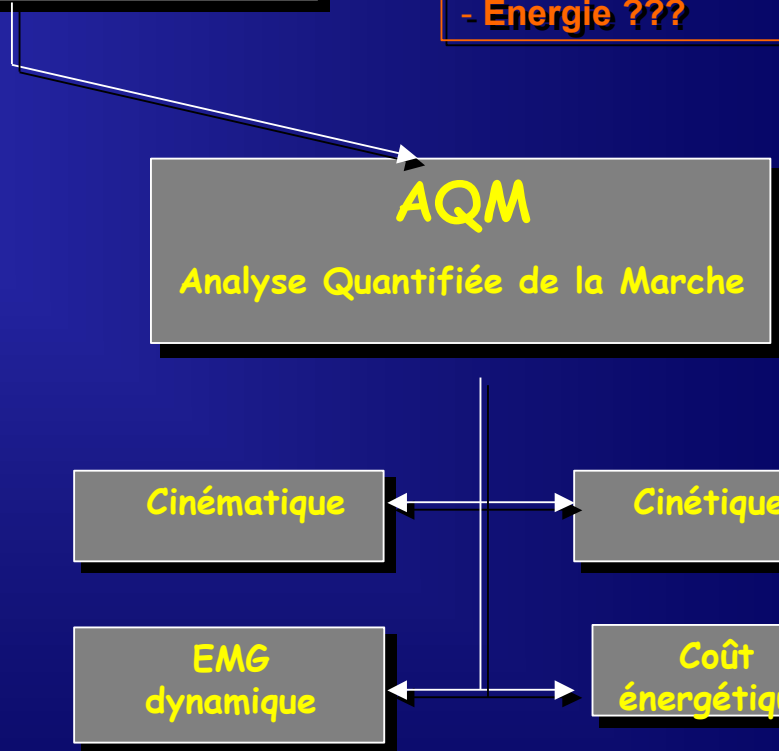 - Energie ???
AQM
Analyse Quantifiée de la Marche
Cinématique
Cinétique
EMG
dynamique
Coût
énergétiqu